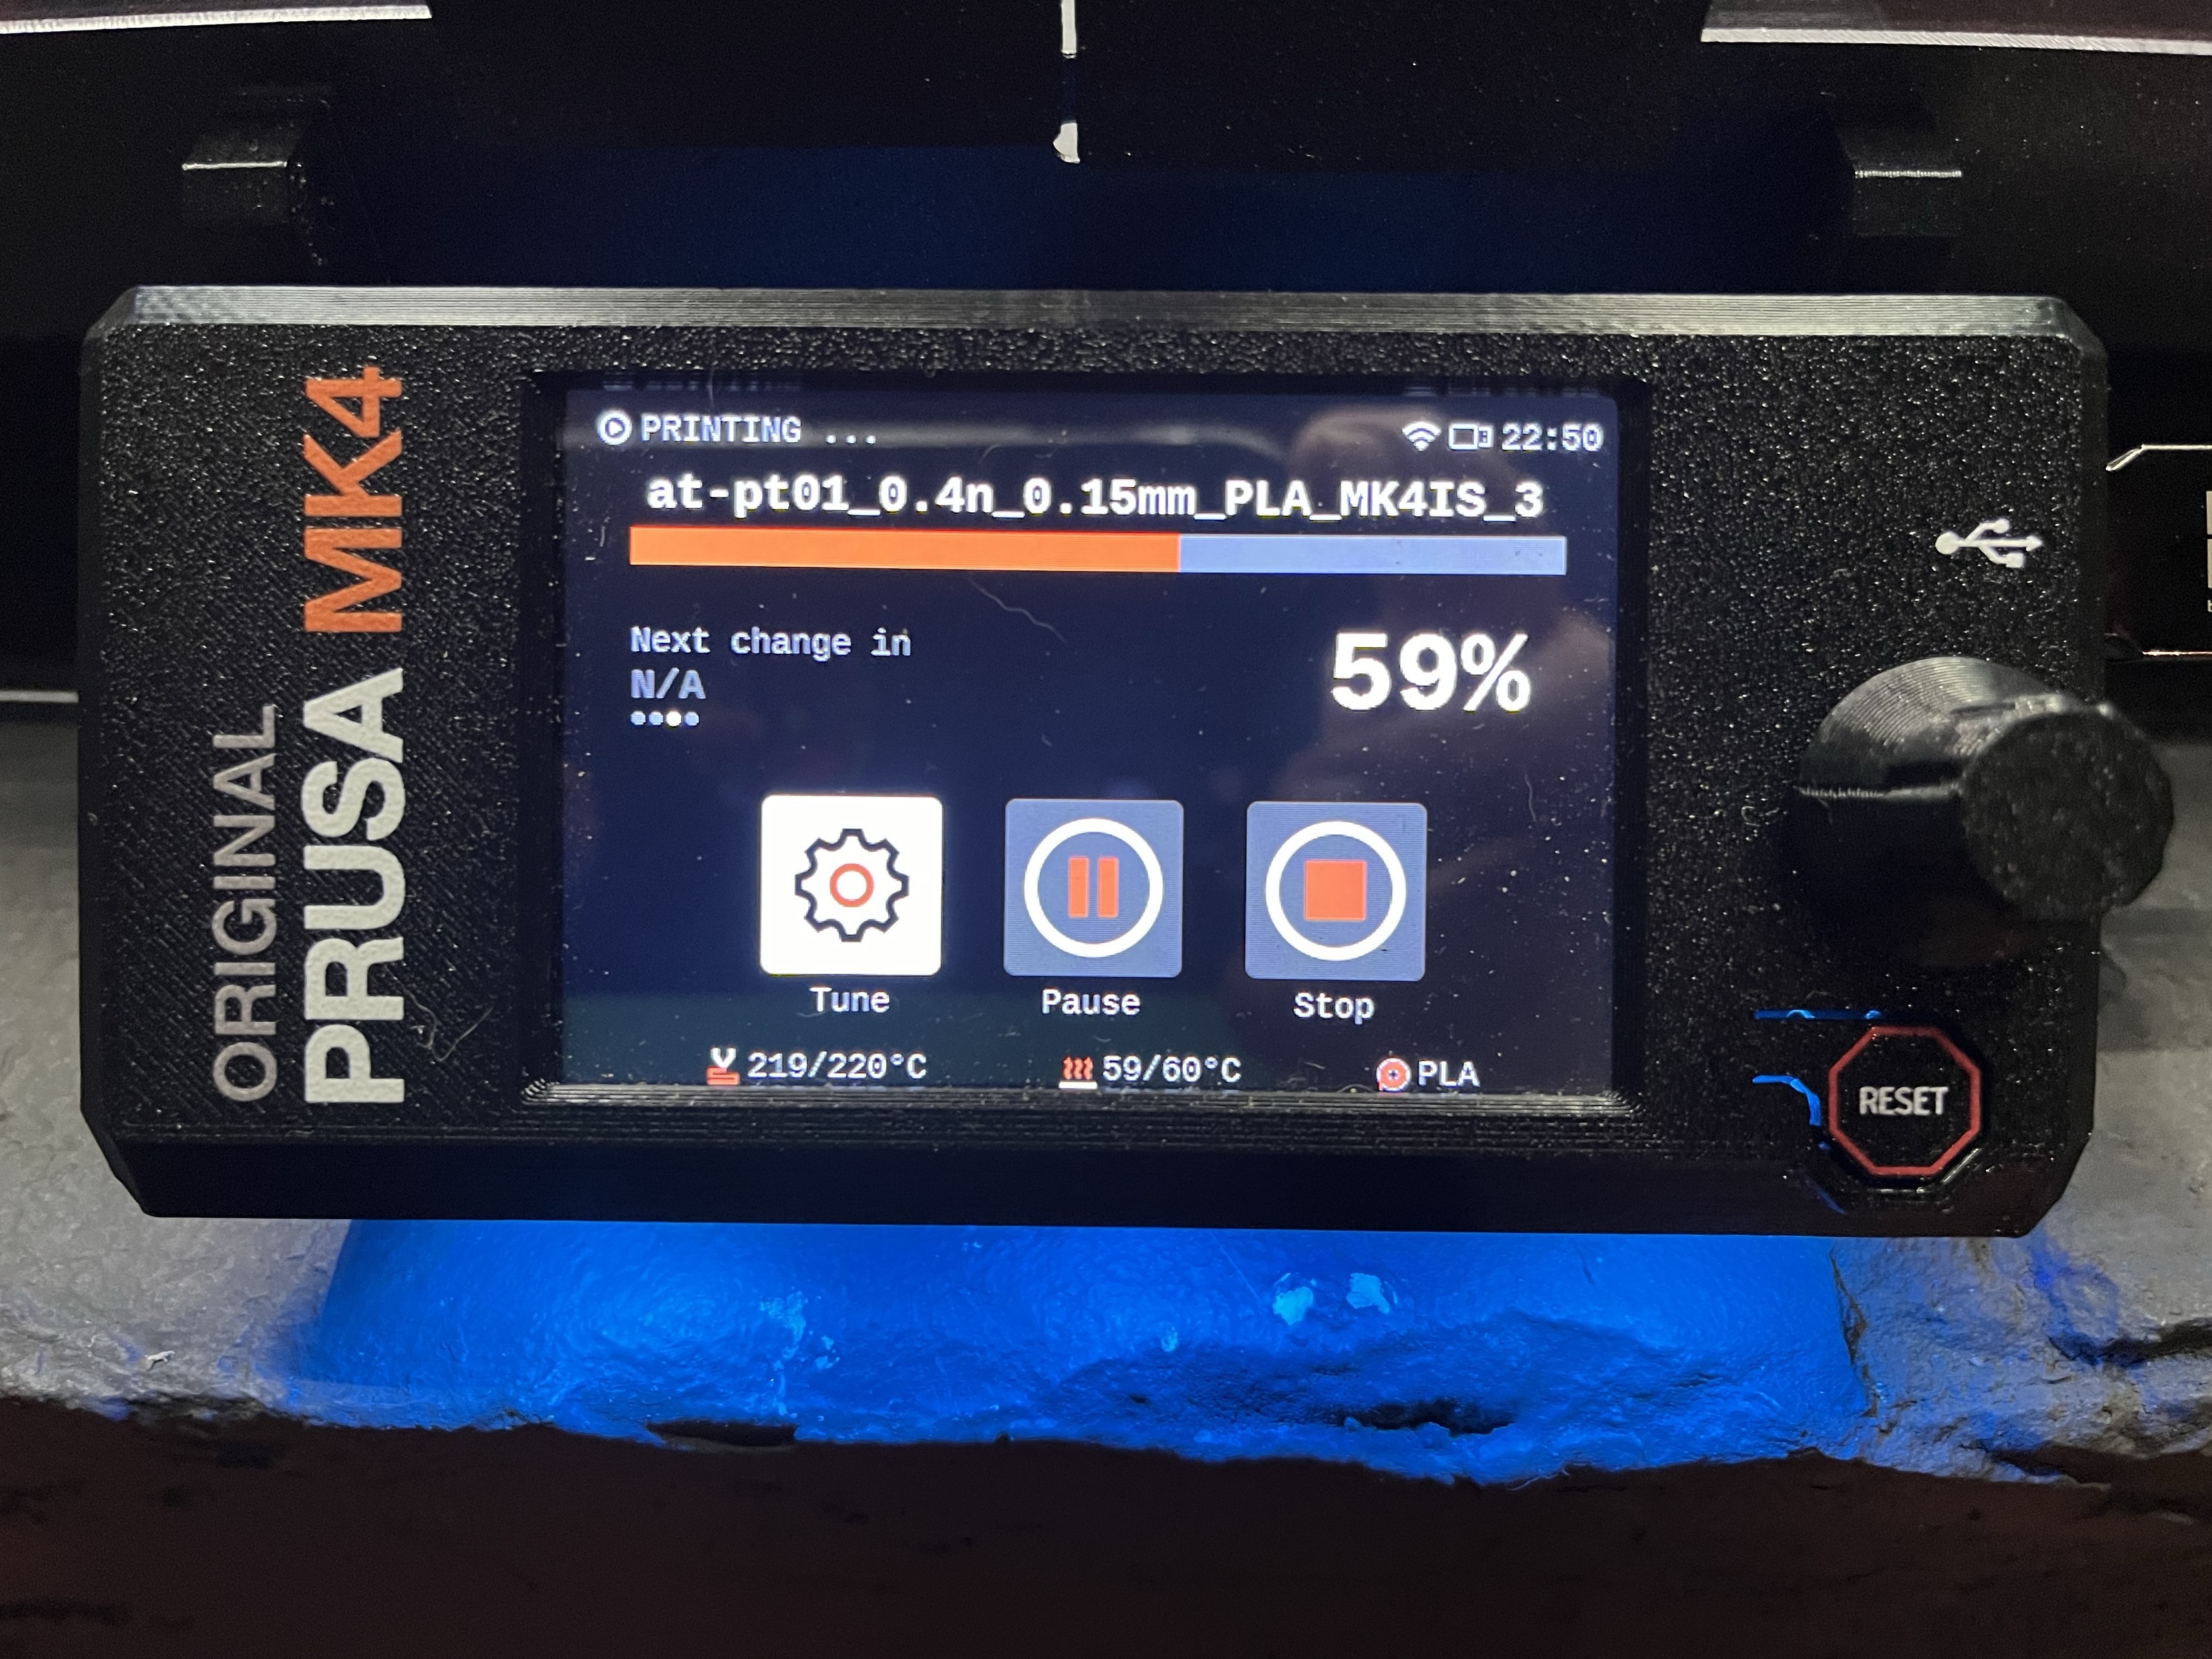 ORIGINAL
PRUSA MK4
PRINTING ...
22:50
at-pt01_0.4n_0.15mm_PLA_MK4IS_3
Next change in
N/A
59%
Tune
Pause
Stop
219/220°C
59/60°C
PLA
RESET